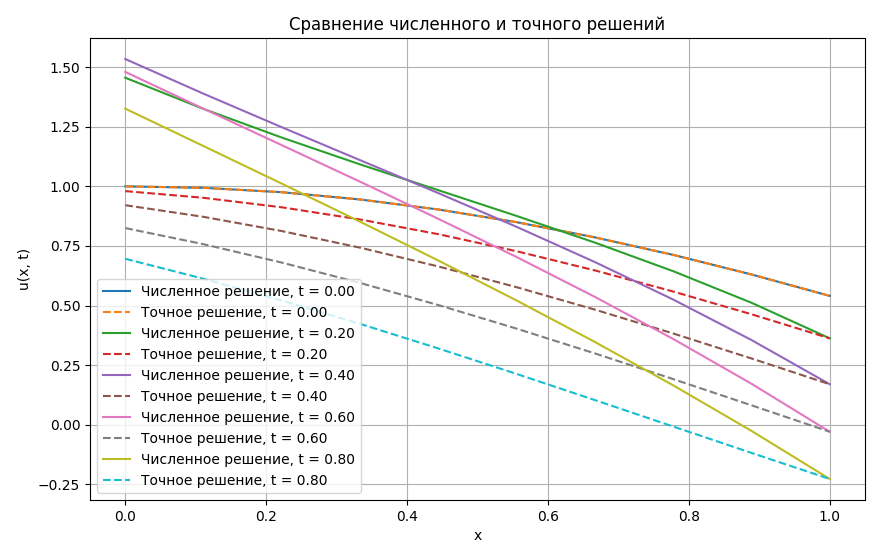 Сравнение численного и точного решений
u(x, t)
1.50
1.25
1.00
0.75
0.50
0.25
0.00
−0.25
Численное решение, t = 0.00
Точное решение, t = 0.00
Численное решение, t = 0.20
Точное решение, t = 0.20
Численное решение, t = 0.40
Точное решение, t = 0.40
Численное решение, t = 0.60
Точное решение, t = 0.60
Численное решение, t = 0.80
Точное решение, t = 0.80
0.0 0.2 0.4 0.6 0.8 1.0
x